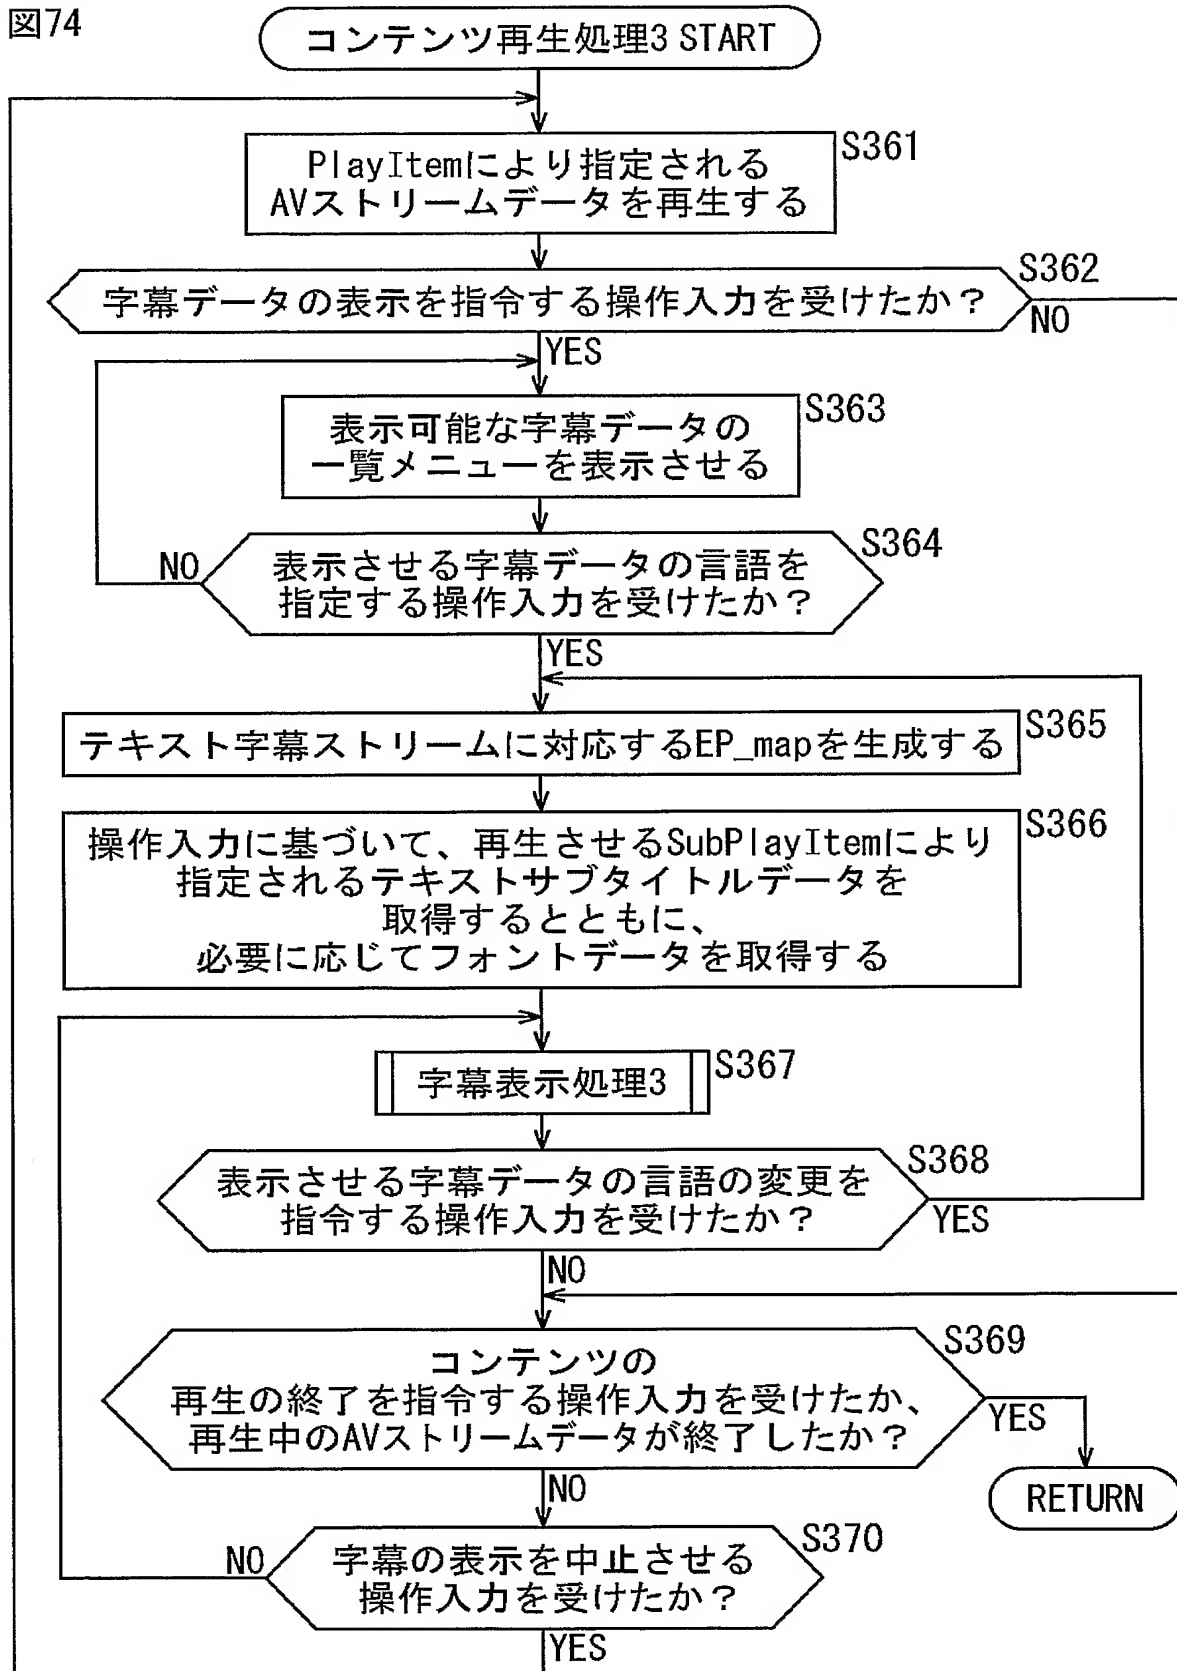 図74
コンテンツ再生処理3 START
S361
PlayItemにより指定される
AVストリームデータを再生する
S362
字幕データの表示を指令する操作入力を受けたか？
NO
YES
S363
表示可能な字幕データの
一覧メニューを表示させる
S364
NO
表示させる字幕データの言語を
指定する操作入力を受けたか？
YES
S365
テキスト字幕ストリームに対応するEP_mapを生成する
S366
操作入力に基づいて、再生させるSubPlayItemにより
指定されるテキストサブタイトルデータを
取得するとともに、
必要に応じてフォントデータを取得する
S367
字幕表示処理3
S368
表示させる字幕データの言語の変更を
指令する操作入力を受けたか？
YES
NO
S369
コンテンツの
再生の終了を指令する操作入力を受けたか、
再生中のAVストリームデータが終了したか？
YES
NO
RETURN
S370
NO
字幕の表示を中止させる
操作入力を受けたか？
YES